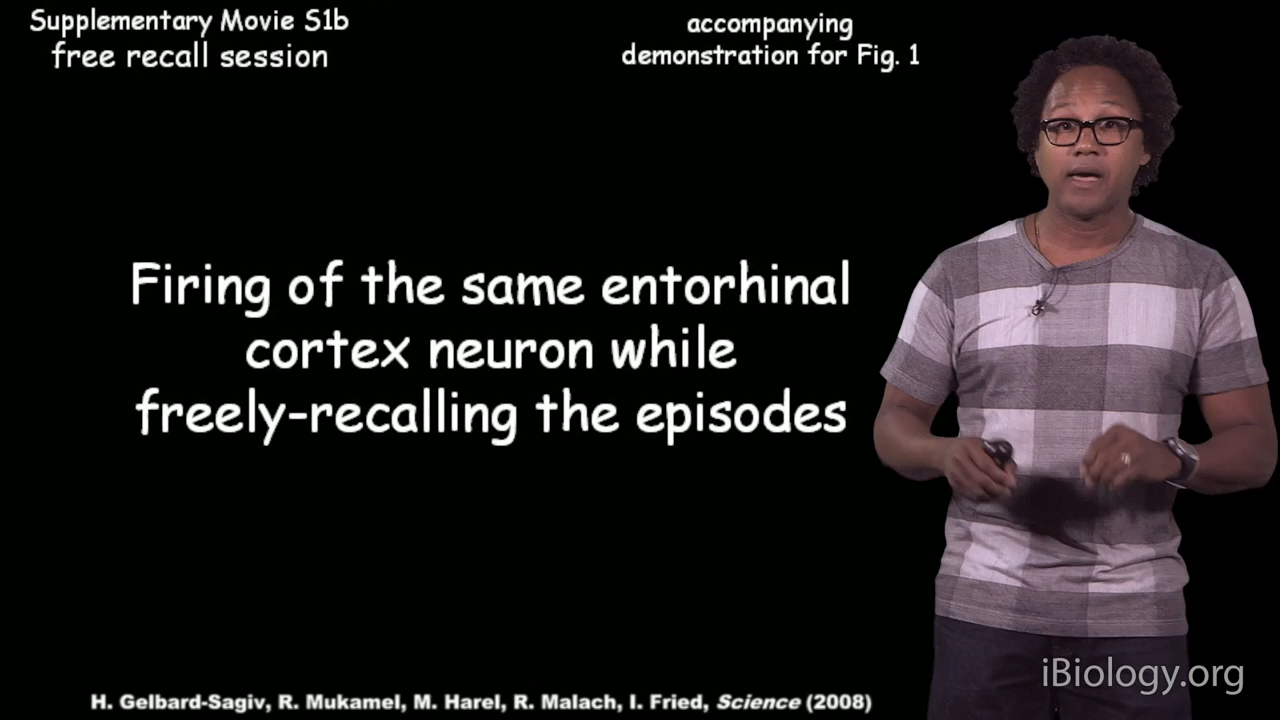 Supplementary Movie S1b
free recall session
accompanying
demonstration for Fig. 1
Firing of the same entorhinal
cortex neuron while
freely-recalling the episodes
H. Gelbard-Sagiv, R. Mukamel, M. Harel, R. Malach, I. Fried, Science (2008)
iBiology.org